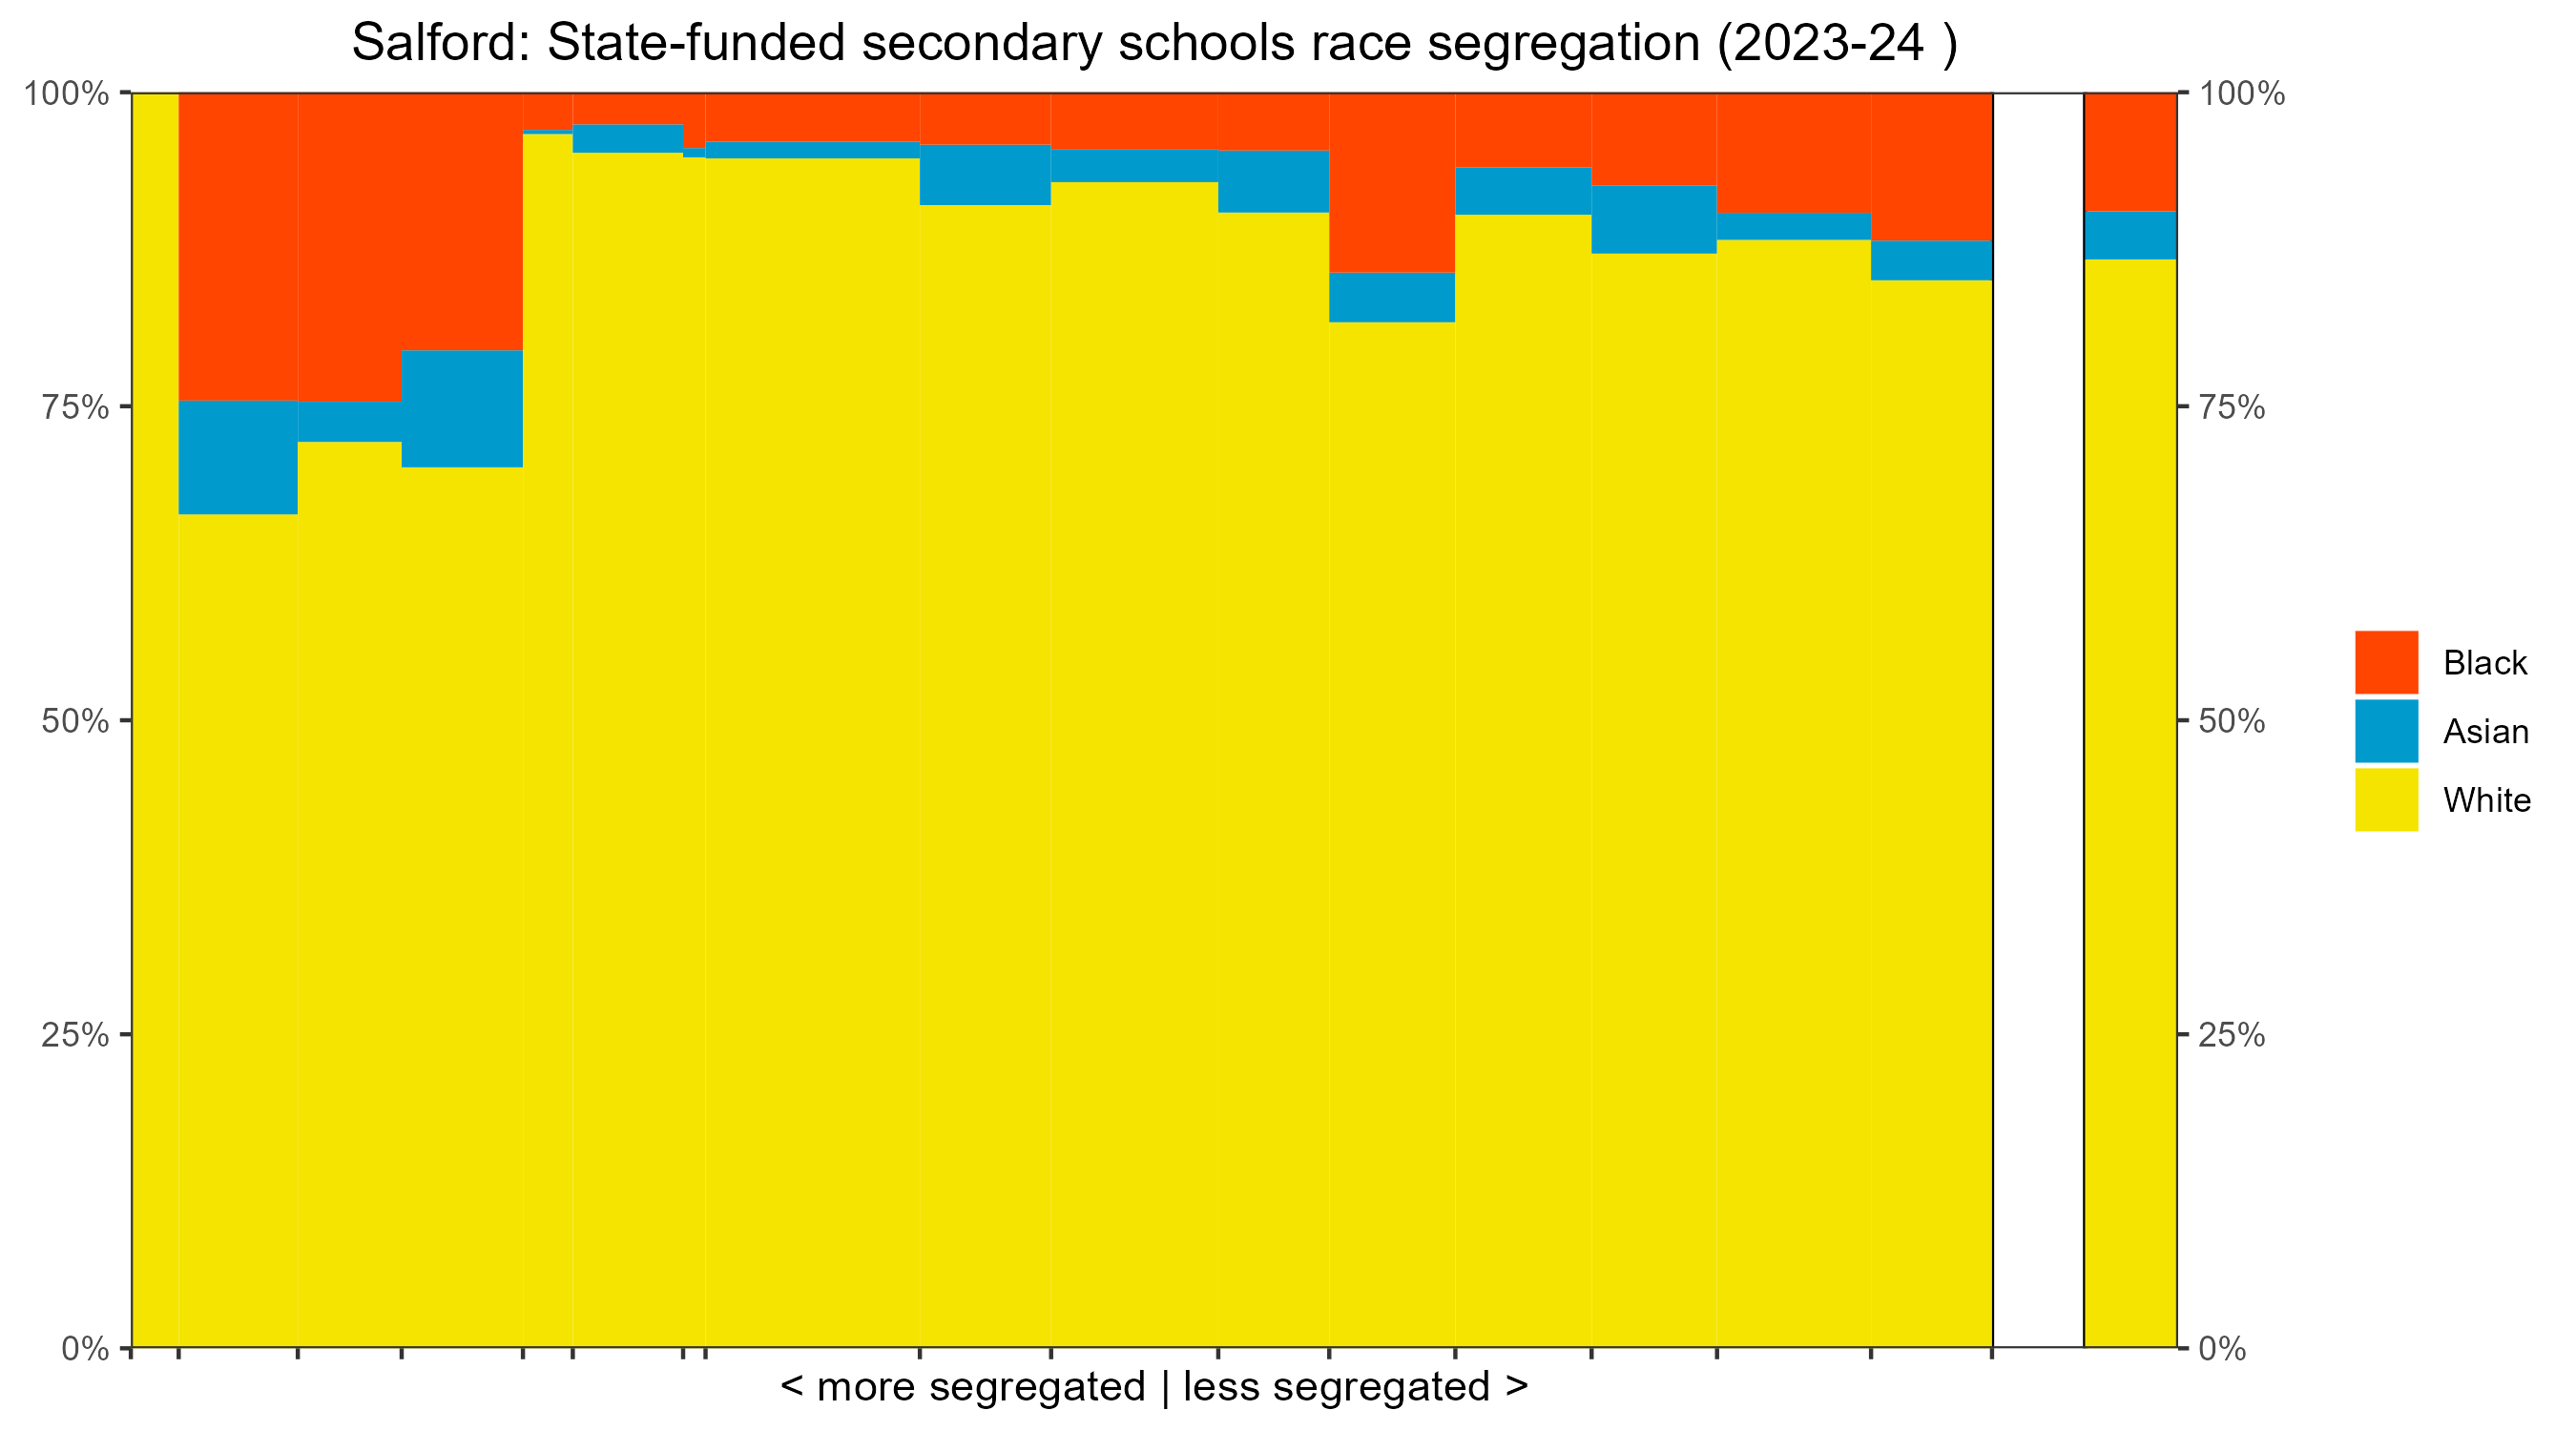 Salford: State-funded secondary schools race segregation (2023-24 )
100%
75%
50%
25%
0%
100%
75%
50%
25%
0%
Black
Asian
White
< more segregated | less segregated >